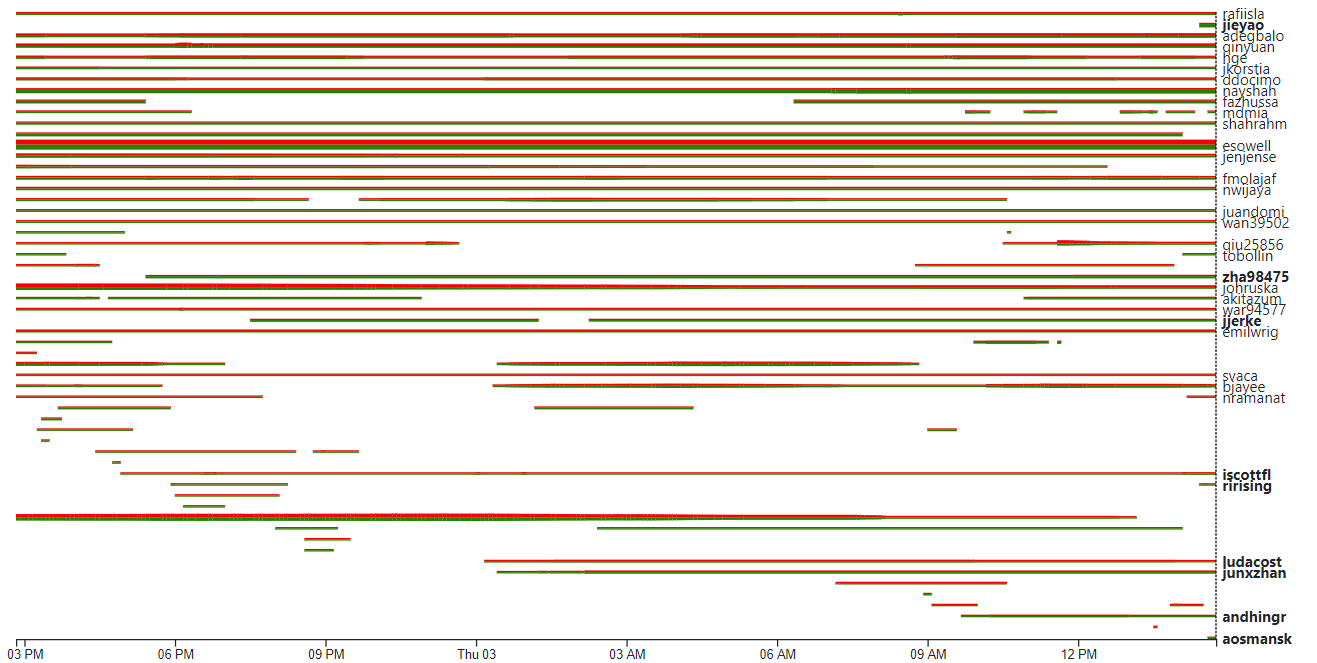 rafiisla
jieyao
adegbalo
qinyuan
hge
jkorstia
ddocimo
nayshah
fazhussa
mdmia
shahrahm
esowell
jenjense
fmolajaf
nwijaya
juandomi
wan39502
qiu25856
tobollin
zha98475
johruska
akitazum
war94577
jjerke
emilwrig
svaca
bjayee
nramanat
iscottfl
rirising
ludacost
junxzhan
andhingr
aosmansk
03 PM 06 PM 09 PM Thu 03 03 AM 06 AM 09 AM 12 PM